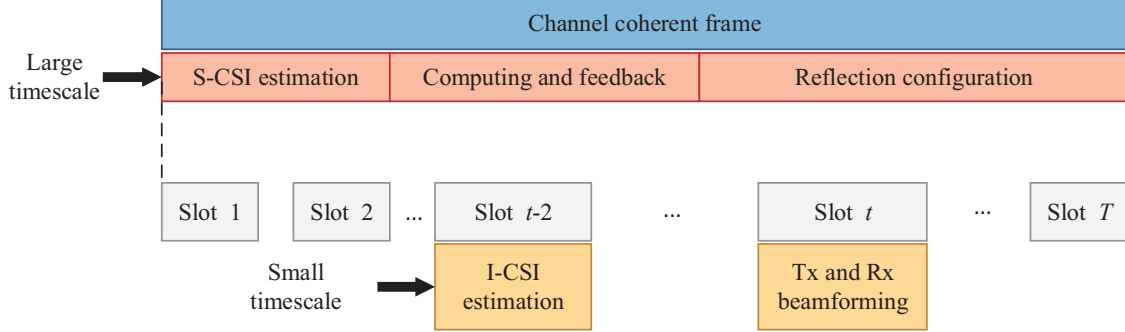 Channel coherent frame
Large
timescale
S-CSI estimation
Computing and feedback
Reflection configuration
Slot 1
Slot 2
...
Slot t-2
...
Slot t
...
Slot T
Small
timescale
I-CSI
estimation
Tx and Rx
beamforming